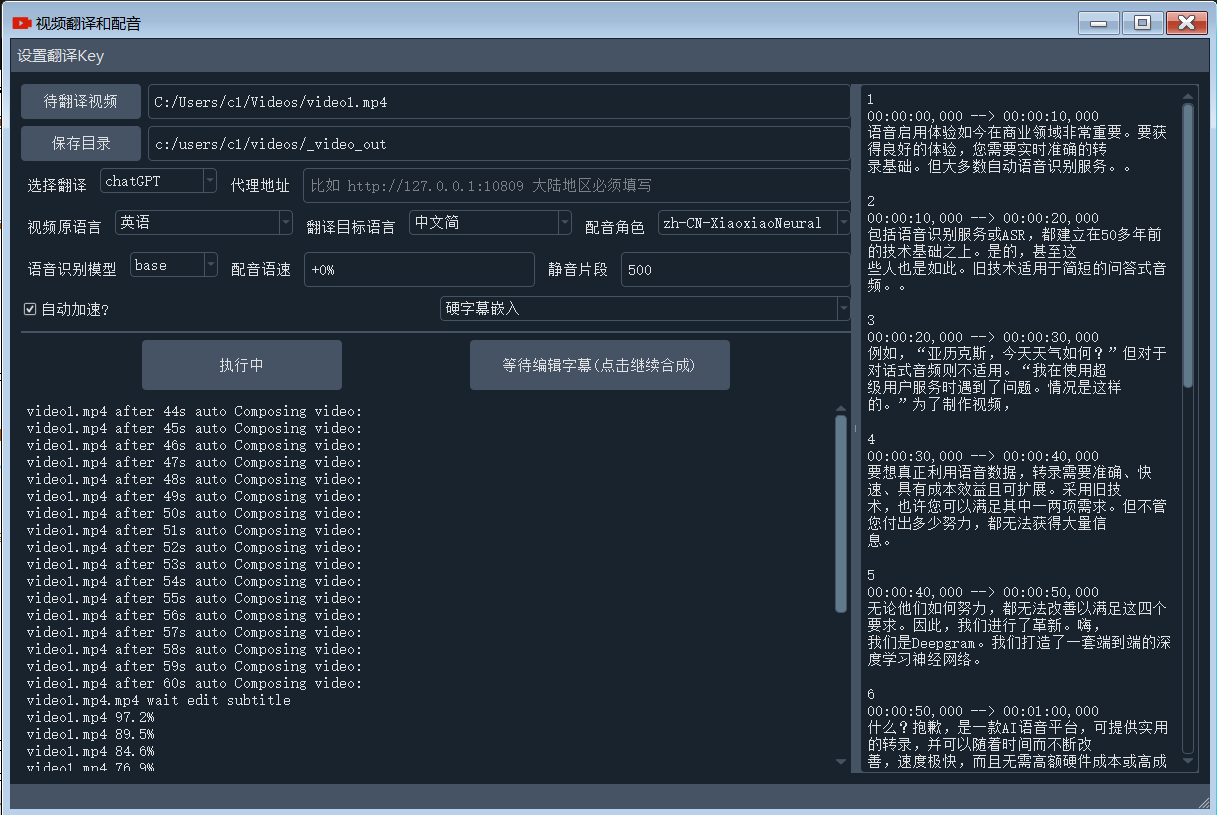 视频翻译和配音
设置翻译Key
待翻译视频 C:/Users/c1/Videos/video1.mp4
保存目录 c:/users/c1/videos/_video_out
选择翻译 chatGPT 代理地址 比如 http://127.0.0.1:10809 大陆地区必须填写
视频原语言 英语 翻译目标语言 中文简 配音角色 zh-CN-XiaoxiaoNeural
语音识别模型 base 配音语速 +0% 静音片段 500
自动加速? 硬字幕嵌入
执行中 等待编辑字幕(点击继续合成)
video1.mp4 after 44s auto Composing video:
video1.mp4 after 45s auto Composing video:
video1.mp4 after 46s auto Composing video:
video1.mp4 after 47s auto Composing video:
video1.mp4 after 48s auto Composing video:
video1.mp4 after 49s auto Composing video:
video1.mp4 after 50s auto Composing video:
video1.mp4 after 51s auto Composing video:
video1.mp4 after 52s auto Composing video:
video1.mp4 after 53s auto Composing video:
video1.mp4 after 54s auto Composing video:
video1.mp4 after 55s auto Composing video:
video1.mp4 after 56s auto Composing video:
video1.mp4 after 57s auto Composing video:
video1.mp4 after 58s auto Composing video:
video1.mp4 after 59s auto Composing video:
video1.mp4 after 60s auto Composing video:
video1.mp4.mp4 wait edit subtitle
video1.mp4 97.2%
video1.mp4 89.5%
video1.mp4 84.6%
video1.mp4 76.9%
1
00:00:00,000 --> 00:00:10,000
语音启用体验如今在商业领域非常重要。要获
得良好的体验，您需要实时准确的转
录基础。但大多数自动语音识别服务。。
2
00:00:10,000 --> 00:00:20,000
包括语音识别服务或ASR，都建立在50多年前
的技术基础之上。是的，甚至这
些人也是如此。旧技术适用于简短的问答式音
频。。
3
00:00:20,000 --> 00:00:30,000
例如，“亚历克斯，今天天气如何？”但对于
对话式音频则不适用。“我在使用超
级用户服务时遇到了问题。情况是这样
的。”为了制作视频，
4
00:00:30,000 --> 00:00:40,000
要想真正利用语音数据，转录需要准确、快
速、具有成本效益且可扩展。采用旧技
术，也许您可以满足其中一两项需求。但不管
您付出多少努力，都无法获得大量信
息。
5
00:00:40,000 --> 00:00:50,000
无论他们如何努力，都无法改善以满足这四个
要求。因此，我们进行了革新。嗨，
我们是Deepgram。我们打造了一套端到端的深
度学习神经网络。
6
00:00:50,000 --> 00:01:00,000
什么？抱歉，是一款AI语音平台，可提供实用
的转录，并可以随着时间而不断改
善，速度极快，而且无需高额硬件成本或高成